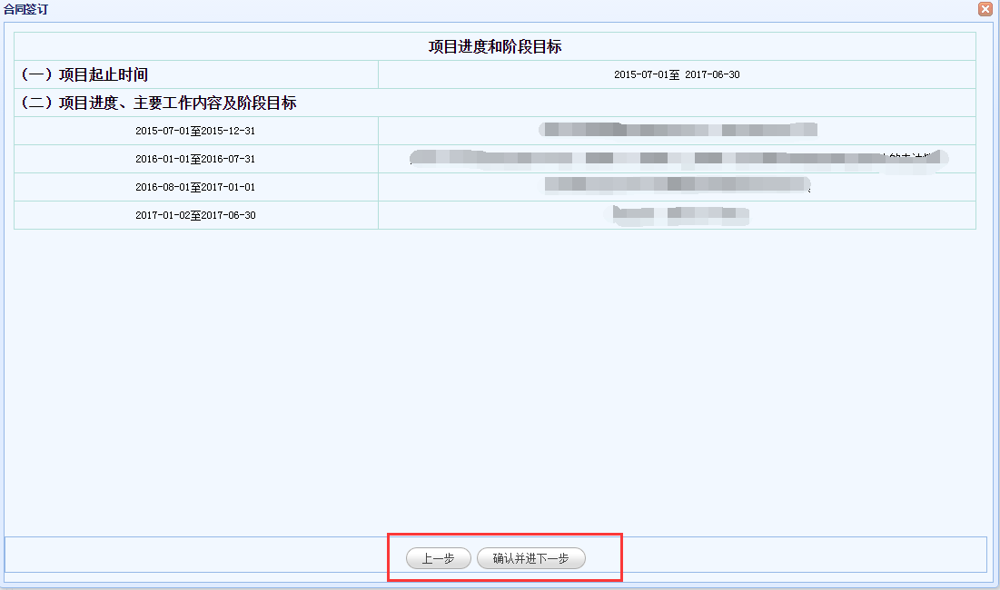 合同签订
项目进度和阶段目标
（一）项目起止时间 2015-07-01至 2017-06-30
（二）项目进度、主要工作内容及阶段目标
2015-07-01至2015-12-31
2016-01-01至2016-07-31
2016-08-01至2017-01-01
2017-01-02至2017-06-30
上一步 确认并进下一步